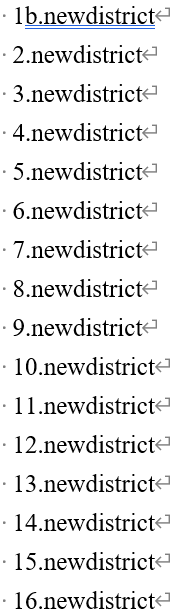 1b.newdistrict
2.newdistrict
3.newdistrict
4.newdistrict
5.newdistrict
6.newdistrict
7.newdistrict
8.newdistrict
9.newdistrict
10.newdistrict
11.newdistrict
12.newdistrict
13.newdistrict
14.newdistrict
15.newdistrict
16.newdistrict